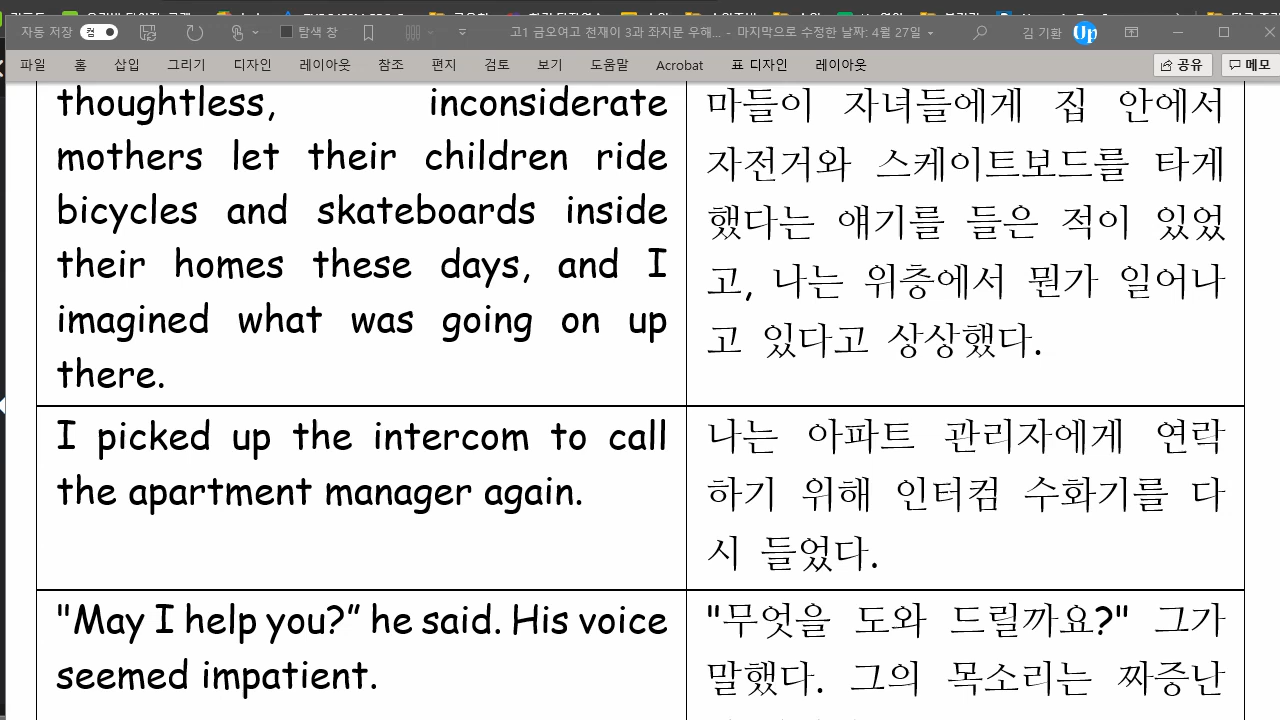 자동 저장 켬 탐색 창 고1 금오여고 천재이 3과 좌지문 우해... - 마지막으로 수정한 날짜: 4월 27일 김 기환 Up
파일 홈 삽입 그리기 디자인 레이아웃 참조 편지 검토 보기 도움말 Acrobat 표 디자인 레이아웃 공유 메모
thoughtless, inconsiderate
mothers let their children ride
bicycles and skateboards inside
their homes these days, and I
imagined what was going on up
there.
마들이 자녀들에게 집 안에서
자전거와 스케이트보드를 타게
했다는 얘기를 들은 적이 있었
고, 나는 위층에서 뭔가 일어나
고 있다고 상상했다.
I picked up the intercom to call
the apartment manager again.
나는 아파트 관리자에게 연락
하기 위해 인터컴 수화기를 다
시 들었다.
"May I help you?” he said. His voice
seemed impatient.
"무엇을 도와 드릴까요?" 그가
말했다. 그의 목소리는 짜증난